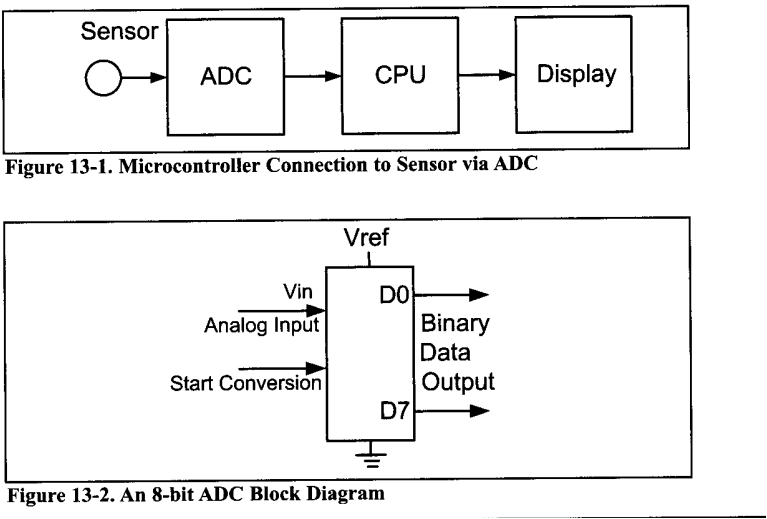 Sensor
ADC
CPU
Display
Figure 13-1. Microcontroller Connection to Sensor via ADC
Vref
Vin
D0
Analog Input
Binary
Data
Output
Start Conversion
D7
Figure 13-2. An 8-bit ADC Block Diagram